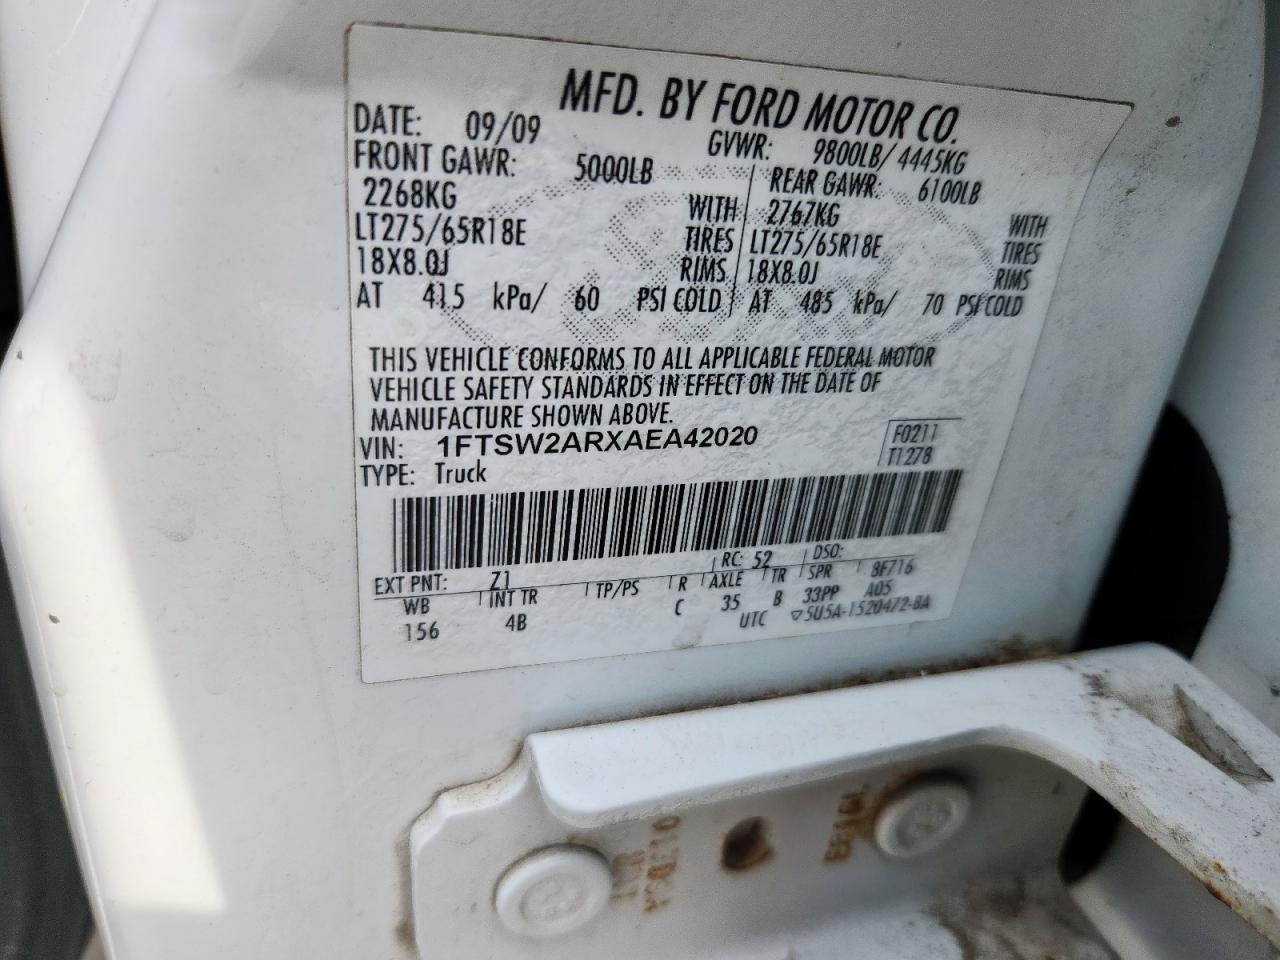 MFD. BY FORD MOTOR CO.
DATE: 09/09 GVWR: 9800LB/ 4445KG
FRONT GAWR: 5000LB REAR GAWR: 6100LB
2268KG WITH 2767KG WITH
LT275/65R18E TIRES LT275/65R18E TIRES
18X8.0J RIMS 18X8.0J RIMS
AT 415 kPa/ 60 PSI COLD AT 485 kPa/ 70 PSI COLD
THIS VEHICLE CONFORMS TO ALL APPLICABLE FEDERAL MOTOR
VEHICLE SAFETY STANDARDS IN EFFECT ON THE DATE OF
MANUFACTURE SHOWN ABOVE.
VIN: 1FTSW2ARXAEA42020 F0211
TYPE: Truck T1278
EXT PNT: Z1 RC: 52 DSO:
WB INT TR TP/PS R AXLE TR SPR 8F716
156 4B C 35 B 33PP A05
UTC ▽5U5A-1520472-BA